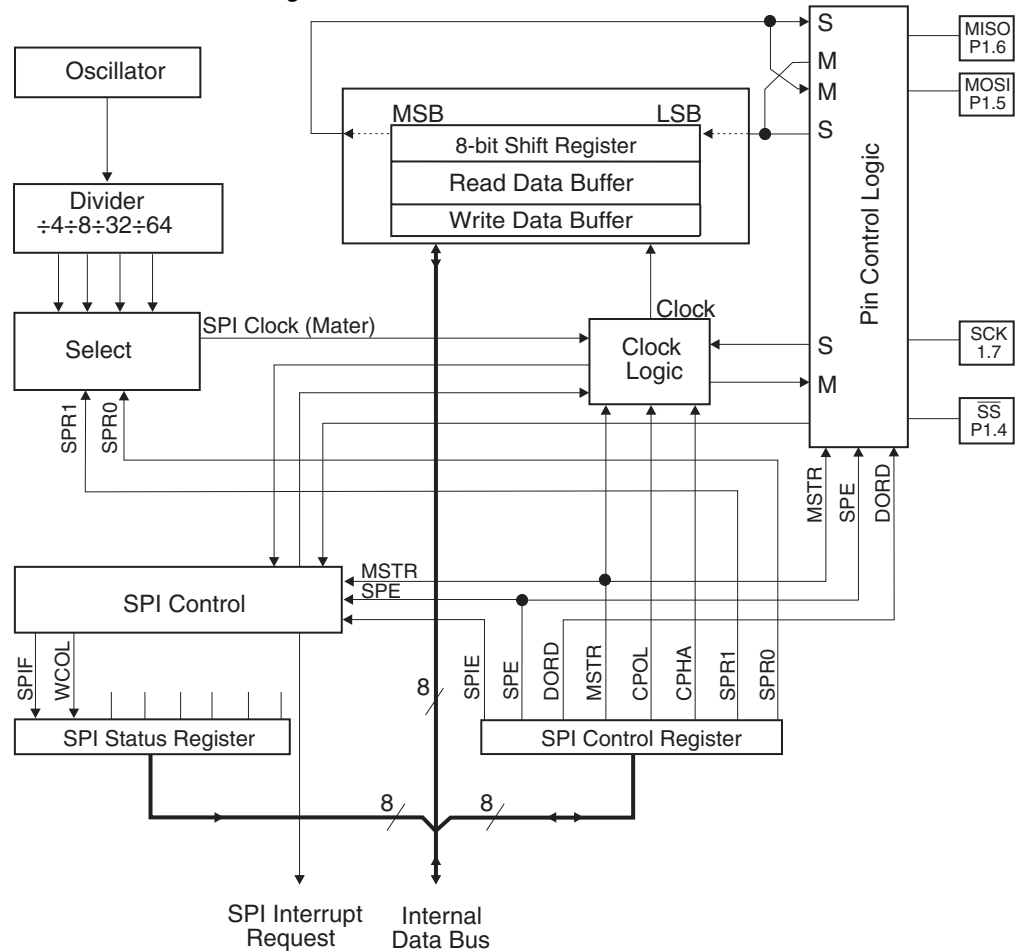 Oscillator
Divider
÷4÷8÷32÷64
Select
SPR1
SPR0
SPI Clock (Mater)
MSB
LSB
8-bit Shift Register
Read Data Buffer
Write Data Buffer
Clock
Clock
Logic
S
M
M
S
S
M
Pin Control Logic
MISO
P1.6
MOSI
P1.5
SCK
1.7
SS
P1.4
MSTR
SPE
DORD
SPI Control
MSTR
SPE
SPIF
WCOL
SPIE
SPE
DORD
MSTR
CPOL
CPHA
SPR1
SPR0
8
SPI Status Register
SPI Control Register
8
8
SPI Interrupt
Request
Internal
Data Bus